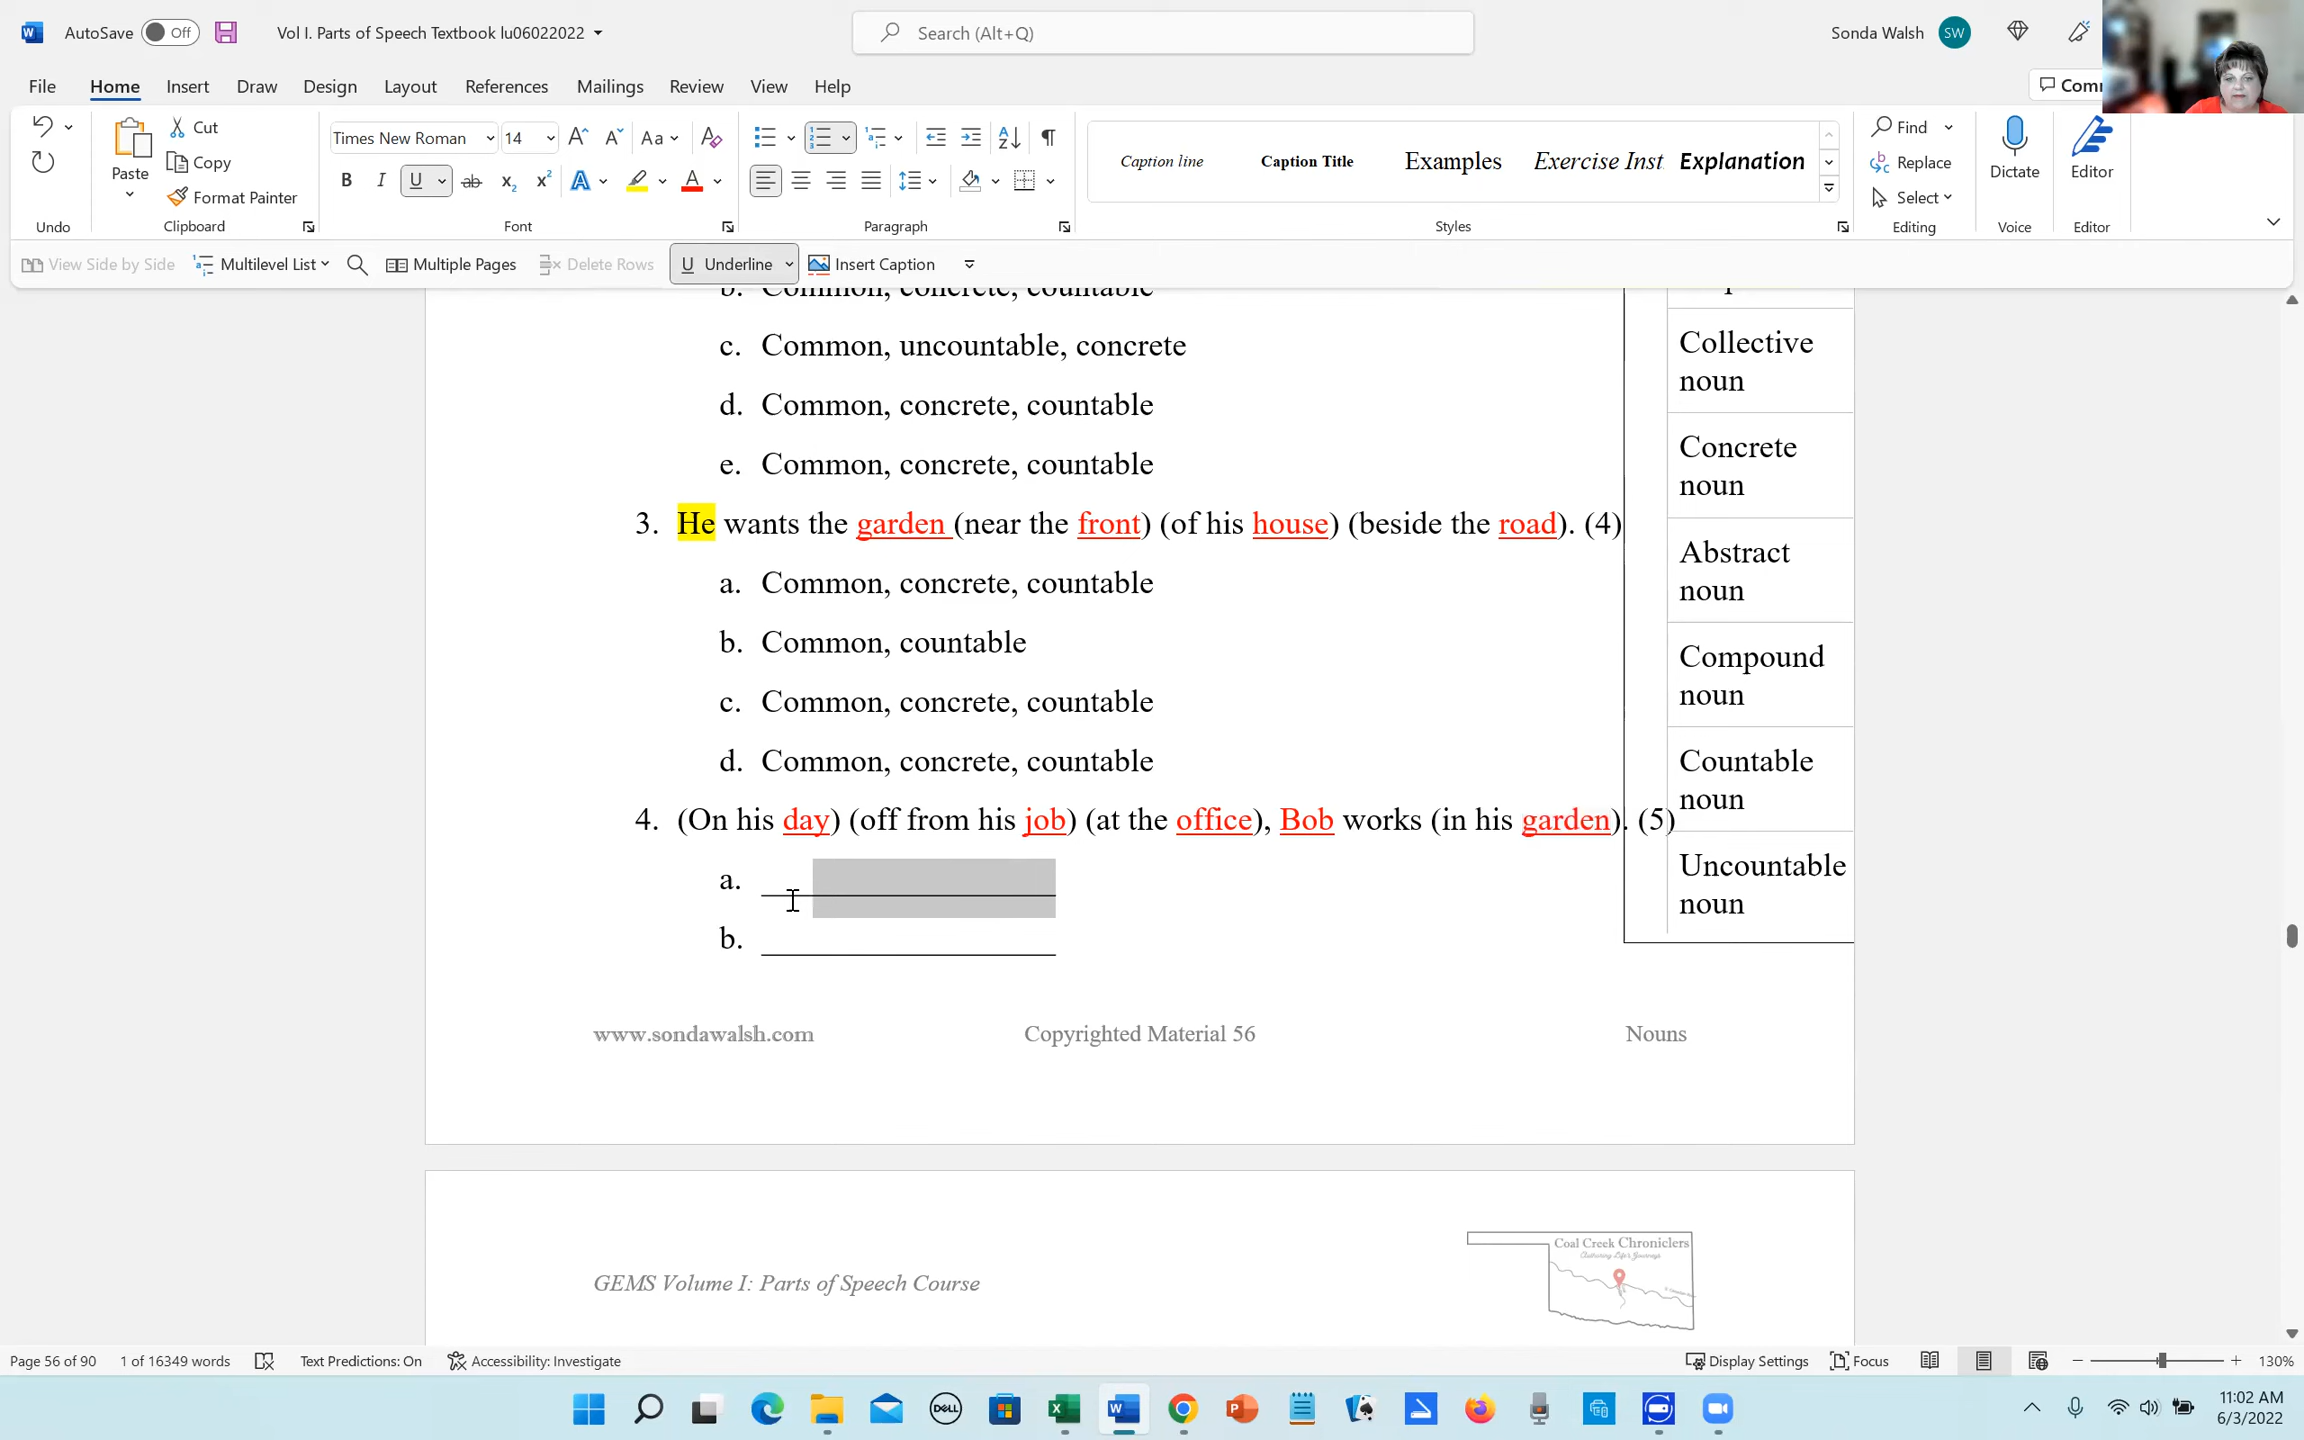 AutoSave Off Vol I. Parts of Speech Textbook lu06022022 Search (Alt+Q) Sonda Walsh SW
File Home Insert Draw Design Layout References Mailings Review View Help
Undo
Paste Cut Copy Format Painter
Clipboard
Times New Roman 14
Font
Paragraph
Caption line Caption Title Examples Exercise Inst Explanation
Styles
Find Replace Select
Editing
Dictate
Voice
Editor
Editor
View Side by Side Multilevel List Multiple Pages Delete Rows U Underline Insert Caption
b. Common, concrete, countable
c. Common, uncountable, concrete
d. Common, concrete, countable
e. Common, concrete, countable
3. He wants the garden (near the front) (of his house) (beside the road). (4)
a. Common, concrete, countable
b. Common, countable
c. Common, concrete, countable
d. Common, concrete, countable
4. (On his day) (off from his job) (at the office), Bob works (in his garden). (5)
a.
b.
Collective noun
Concrete noun
Abstract noun
Compound noun
Countable noun
Uncountable noun
www.sondawalsh.com Copyrighted Material 56 Nouns
GEMS Volume I: Parts of Speech Course
Coal Creek Chroniclers
Authoring Life's Journeys
Page 56 of 90 1 of 16349 words Text Predictions: On Accessibility: Investigate Display Settings Focus 130%
DELL
11:02 AM
6/3/2022